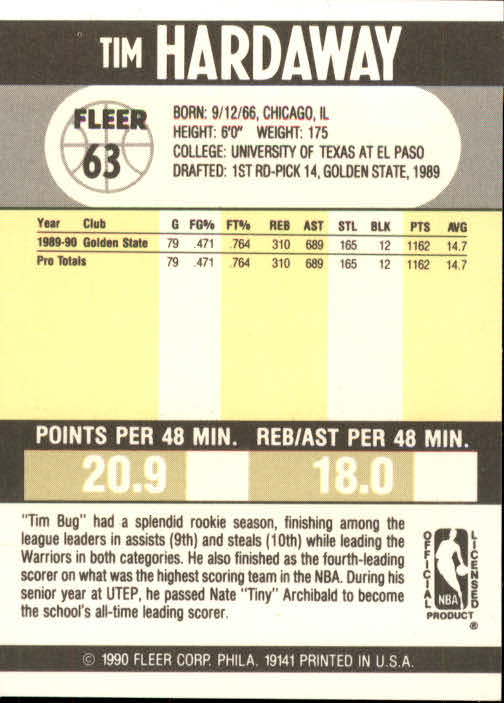 TIM HARDAWAY
FLEER
63
BORN: 9/12/66, CHICAGO, IL
HEIGHT: 6'0" WEIGHT: 175
COLLEGE: UNIVERSITY OF TEXAS AT EL PASO
DRAFTED: 1ST RD-PICK 14, GOLDEN STATE, 1989
Year Club G FG% FT% REB AST STL BLK PTS AVG
1989-90 Golden State 79 .471 .764 310 689 165 12 1162 14.7
Pro Totals 79 .471 .764 310 689 165 12 1162 14.7
POINTS PER 48 MIN. REB/AST PER 48 MIN.
20.9 18.0
"Tim Bug" had a splendid rookie season, finishing among the
league leaders in assists (9th) and steals (10th) while leading the
Warriors in both categories. He also finished as the fourth-leading
scorer on what was the highest scoring team in the NBA. During his
senior year at UTEP, he passed Nate "Tiny" Archibald to become
the school's all-time leading scorer.
OFFICIAL
NBA
LICENSED
PRODUCT ®
© 1990 FLEER CORP. PHILA. 19141 PRINTED IN U.S.A.